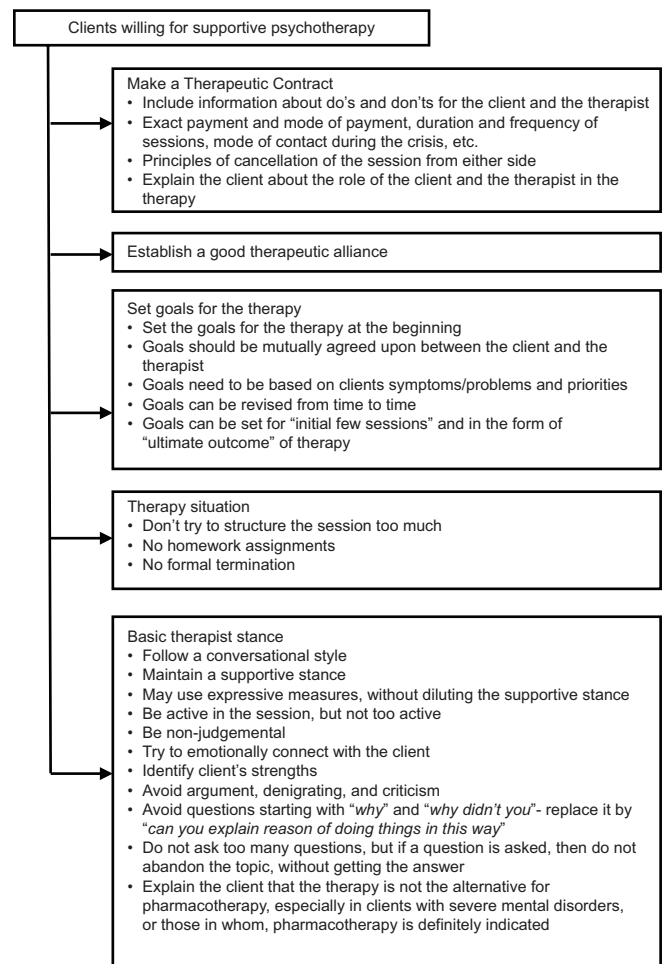 Clients willing for supportive psychotherapy
Make a Therapeutic Contract
• Include information about do's and don'ts for the client and the therapist
• Exact payment and mode of payment, duration and frequency of
sessions, mode of contact during the crisis, etc.
• Principles of cancellation of the session from either side
• Explain the client about the role of the client and the therapist in the
therapy
Establish a good therapeutic alliance
Set goals for the therapy
• Set the goals for the therapy at the beginning
• Goals should be mutually agreed upon between the client and the
therapist
• Goals need to be based on clients symptoms/problems and priorities
• Goals can be revised from time to time
• Goals can be set for “initial few sessions” and in the form of
“ultimate outcome” of therapy
Therapy situation
• Don’t try to structure the session too much
• No homework assignments
• No formal termination
Basic therapist stance
• Follow a conversational style
• Maintain a supportive stance
• May use expressive measures, without diluting the supportive stance
• Be active in the session, but not too active
• Be non-judgemental
• Try to emotionally connect with the client
• Identify client’s strengths
• Avoid argument, denigrating, and criticism
• Avoid questions starting with “why” and “why didn’t you”- replace it by
“can you explain reason of doing things in this way”
• Do not ask too many questions, but if a question is asked, then do not
abandon the topic, without getting the answer
• Explain the client that the therapy is not the alternative for
pharmacotherapy, especially in clients with severe mental disorders,
or those in whom, pharmacotherapy is definitely indicated